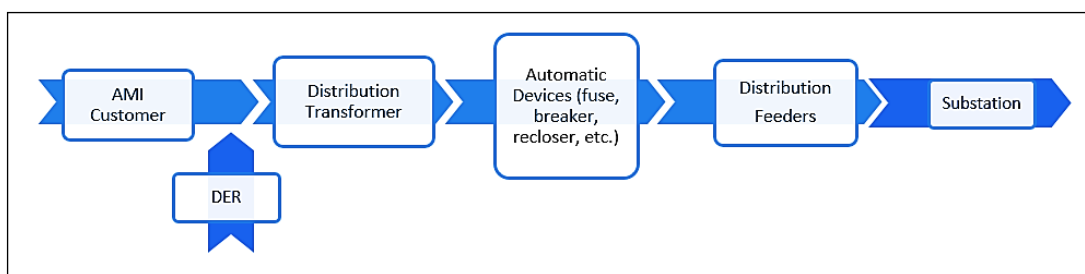 AMI
Customer
Distribution
Transformer
Automatic
Devices (fuse,
breaker,
recloser, etc.)
Distribution
Feeders
Substation
DER